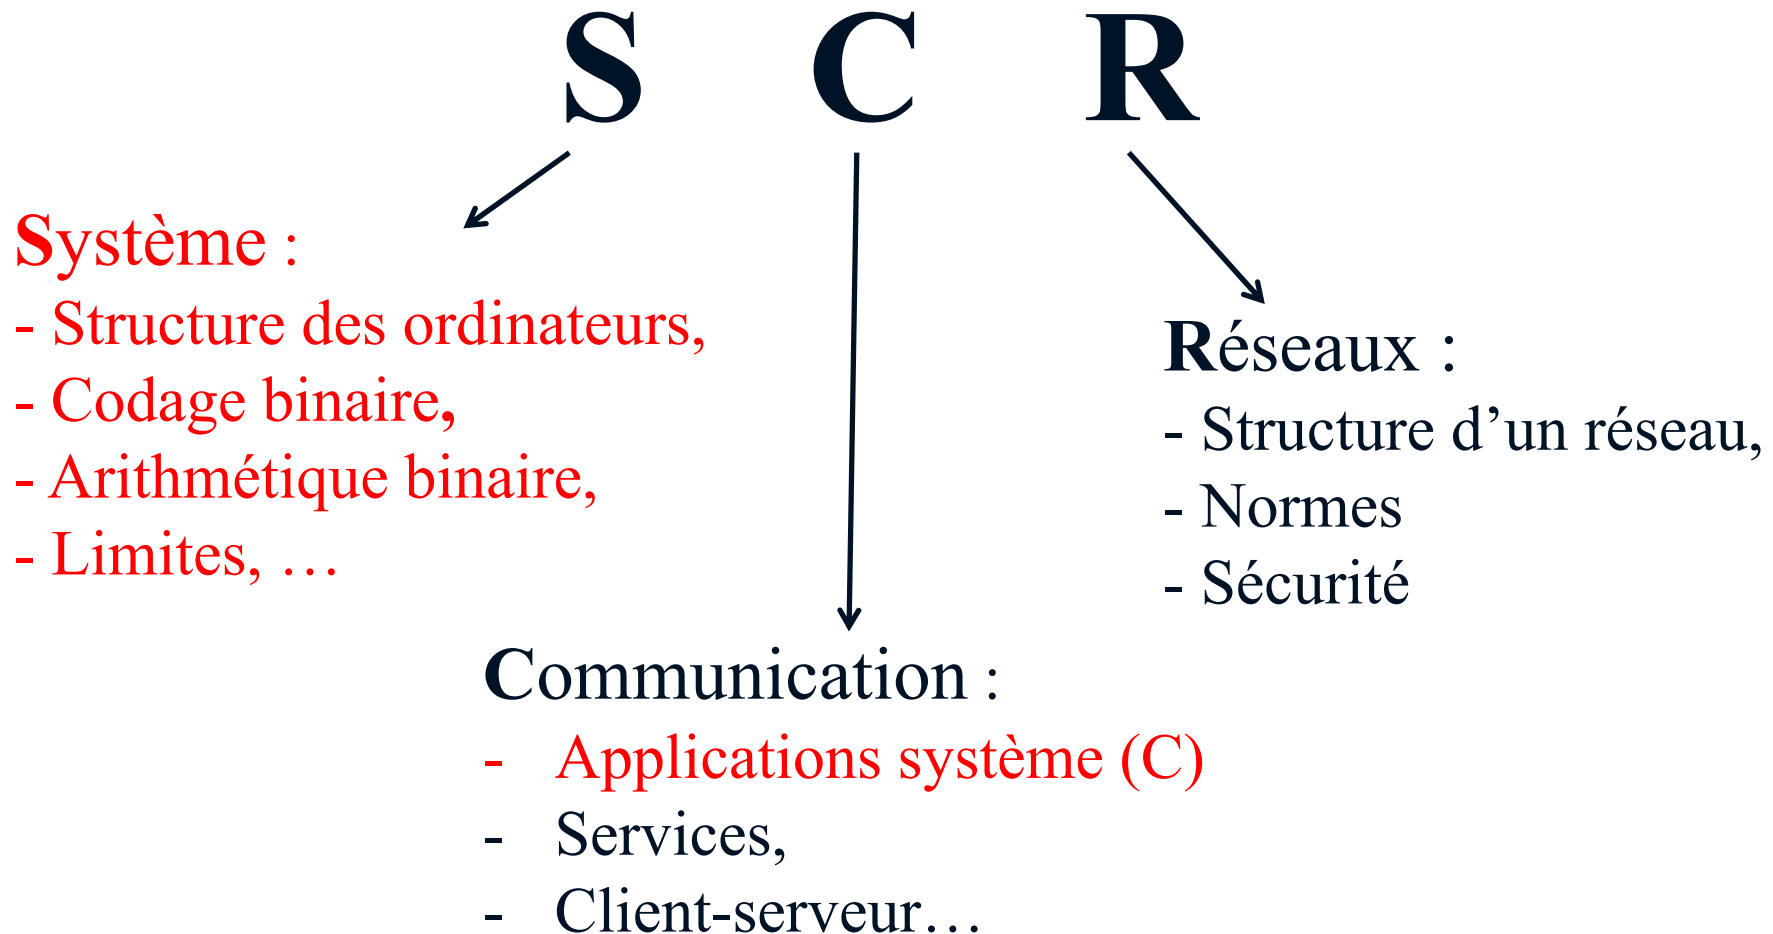 S C R
Système :
- Structure des ordinateurs,
- Codage binaire,
- Arithmétique binaire,
- Limites, …
Réseaux :
- Structure d’un réseau,
- Normes
- Sécurité
Communication :
- Applications système (C)
- Services,
- Client-serveur…